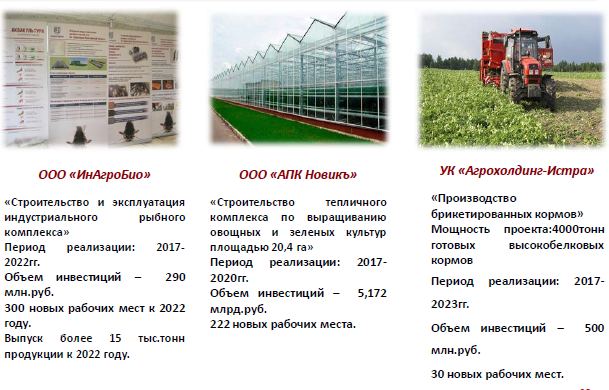 АКВАКУЛЬТУРА
ООО «ИнАгроБио»
«Строительство и эксплуатация
индустриального рыбного
комплекса»
Период реализации: 2017-
2022гг.
Объем инвестиций – 290
млн.руб.
300 новых рабочих мест к 2022
году.
Выпуск более 15 тыс.тонн
продукции к 2022 году.
ООО «АПК Новикъ»
«Строительство тепличного
комплекса по выращиванию
овощных и зеленых культур
площадью 20,4 га»
Период реализации: 2017-
2020гг.
Объем инвестиций – 5,172
млрд.руб.
222 новых рабочих места.
УК «Агрохолдинг-Истра»
«Производство
брикетированных кормов»
Мощность проекта:4000тонн
готовых высокобелковых
кормов
Период реализации: 2017-
2023гг.
Объем инвестиций – 500
млн.руб.
30 новых рабочих мест.